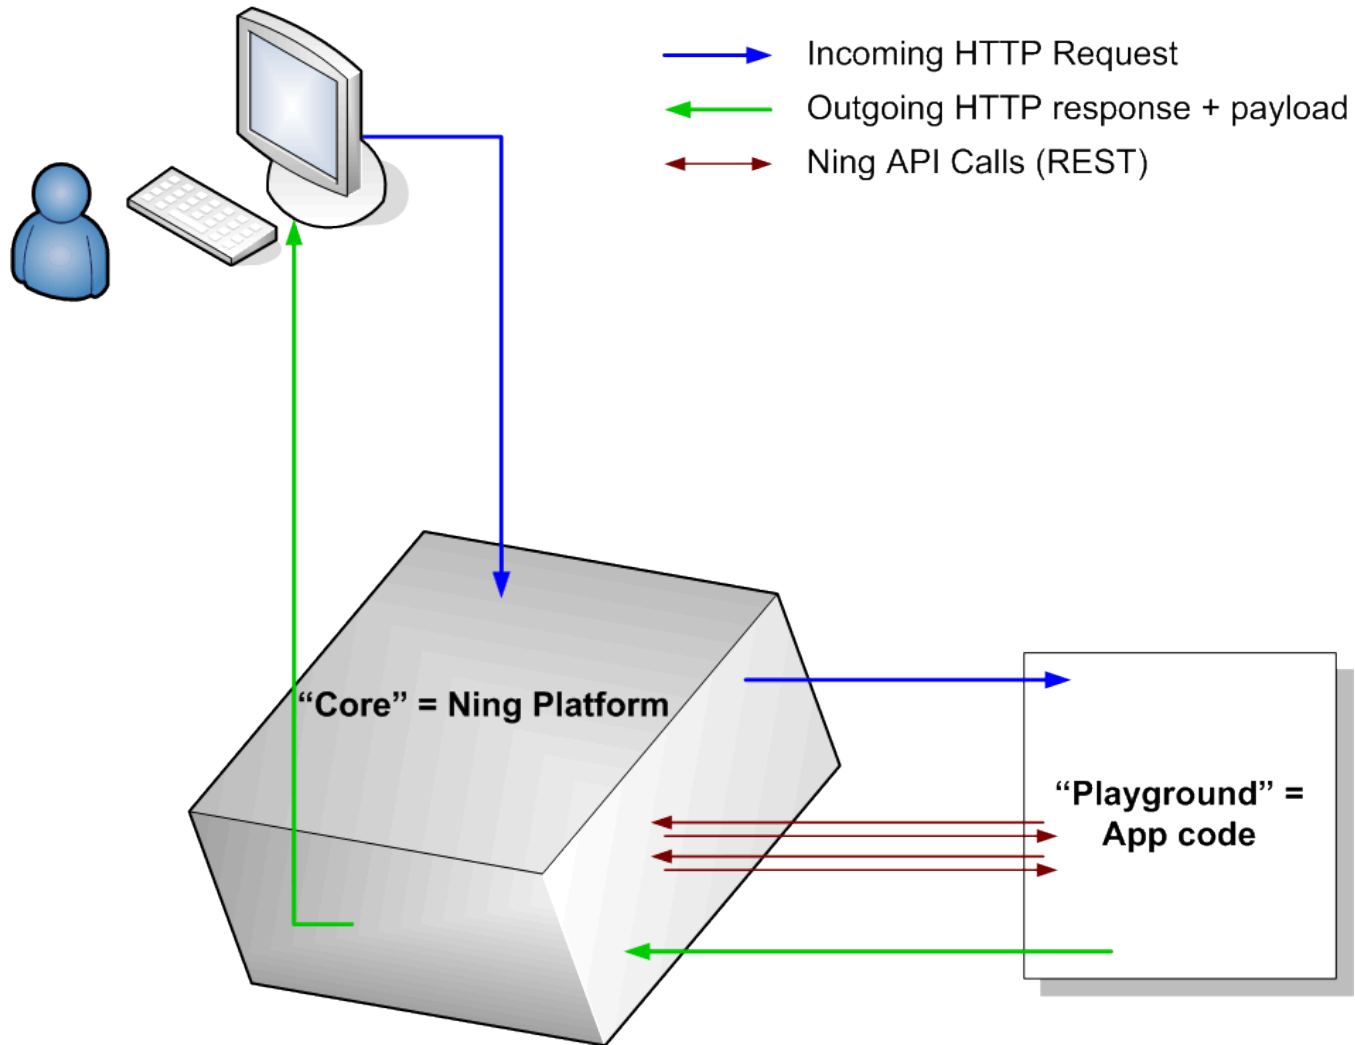 Incoming HTTP Request
Outgoing HTTP response + payload
Ning API Calls (REST)
“Core” = Ning Platform
“Playground” =
App code